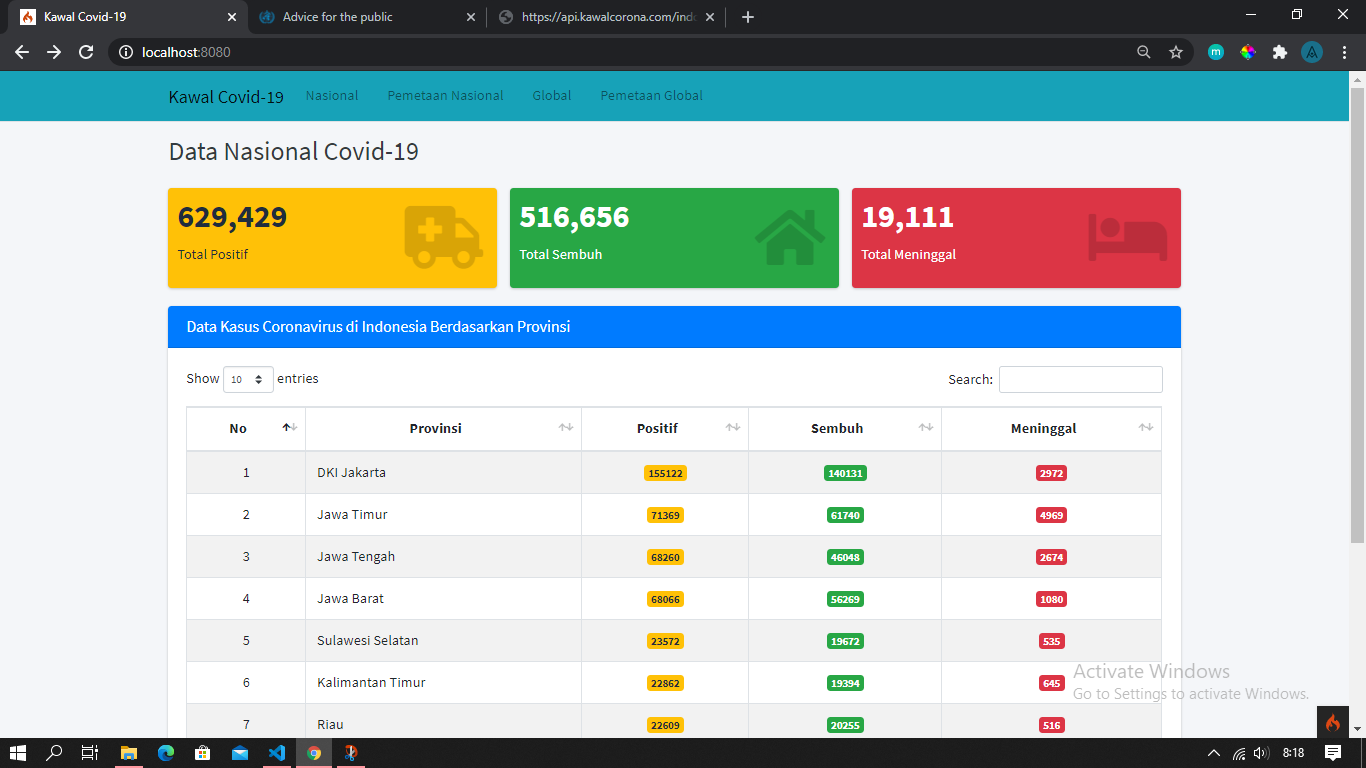 Kawal Covid-19
Advice for the public
https://api.kawalcorona.com/indo
localhost:8080
Kawal Covid-19 Nasional Pemetaan Nasional Global Pemetaan Global
Data Nasional Covid-19
629,429
Total Positif
516,656
Total Sembuh
19,111
Total Meninggal
Data Kasus Coronavirus di Indonesia Berdasarkan Provinsi
Show 10 entries Search:
No Provinsi Positif Sembuh Meninggal
1 DKI Jakarta 155122 140131 2972
2 Jawa Timur 71369 61740 4969
3 Jawa Tengah 68260 46048 2674
4 Jawa Barat 68066 56269 1080
5 Sulawesi Selatan 23572 19672 535
6 Kalimantan Timur 22862 19394 645
7 Riau 22609 20255 516
Activate Windows
Go to Settings to activate Windows.
8:18